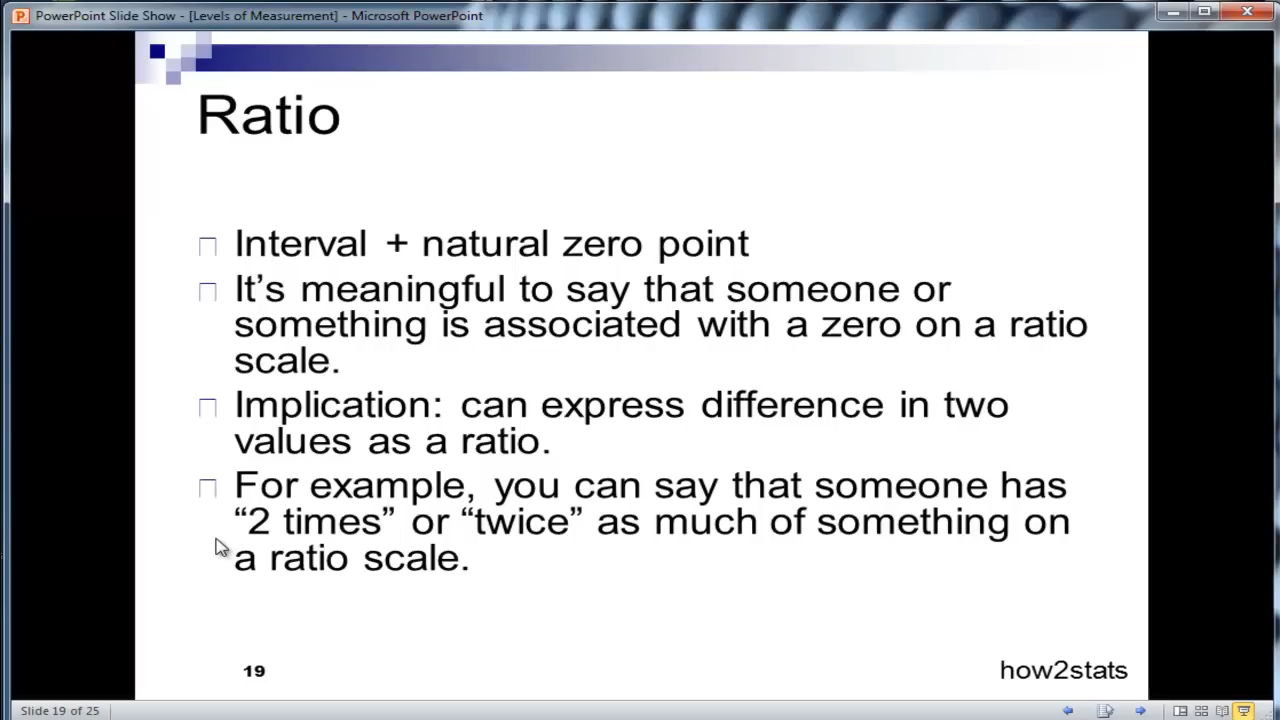 PowerPoint Slide Show - [Levels of Measurement] - Microsoft PowerPoint
Ratio
Interval + natural zero point
It’s meaningful to say that someone or
something is associated with a zero on a ratio
scale.
Implication: can express difference in two
values as a ratio.
For example, you can say that someone has
“2 times” or “twice” as much of something on
a ratio scale.
19
how2stats
Slide 19 of 25